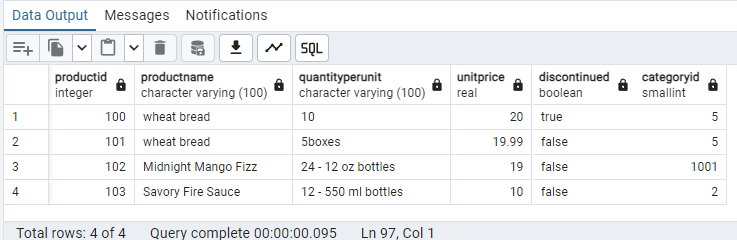 Data Output Messages Notifications
SQL
productid productname quantityperunit unitprice discontinued categoryid
integer character varying (100) character varying (100) real boolean smallint
1 100 wheat bread 10 20 true 5
2 101 wheat bread 5boxes 19.99 false 5
3 102 Midnight Mango Fizz 24 - 12 oz bottles 19 false 1001
4 103 Savory Fire Sauce 12 - 550 ml bottles 10 false 2
Total rows: 4 of 4 Query complete 00:00:00.095 Ln 97, Col 1